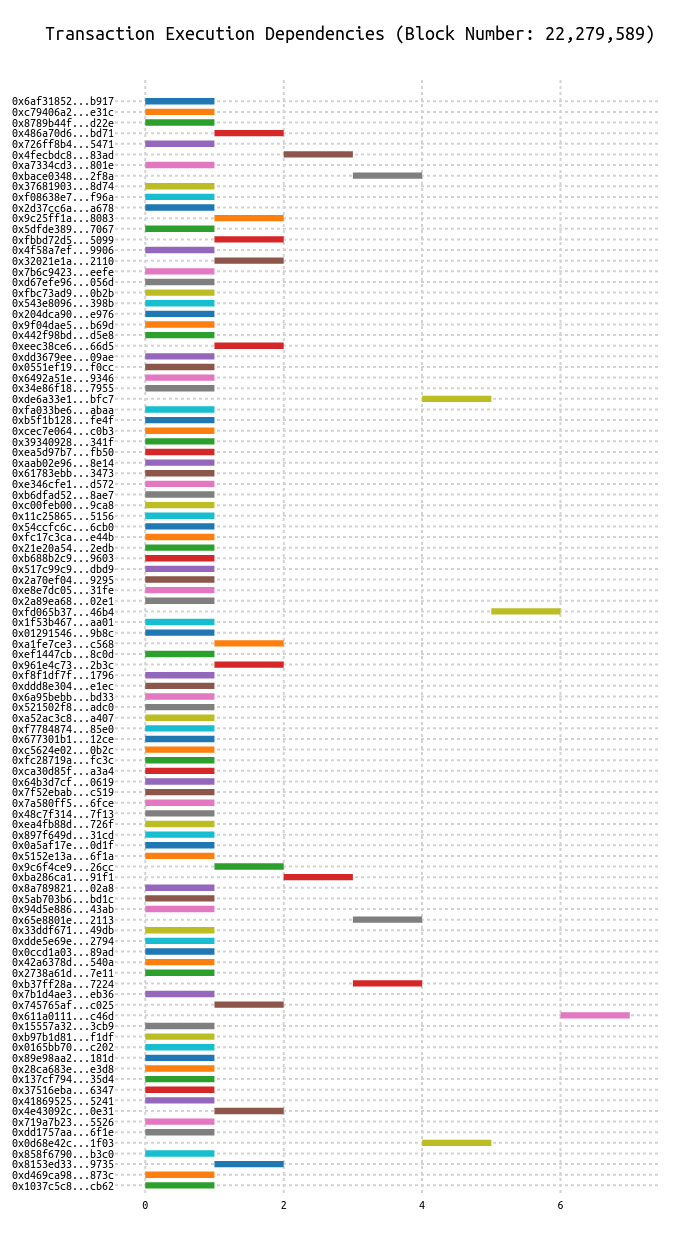 Transaction Execution Dependencies (Block Number: 22,279,589)
0x6af31852...b917
0xc79406a2...e31c
0x8789b44f...d22e
0x486a70d6...bd71
0x726ff8b4...5471
0x4fecbdc8...83ad
0xa7334cd3...801e
0xbace0348...2f8a
0x37681903...8d74
0xf08638e7...f96a
0x2d37cc6a...a678
0x9c25ff1a...8083
0x5dfde389...7067
0xfbbd72d5...5099
0x4f58a7ef...9906
0x32021e1a...2110
0x7b6c9423...eefe
0xd67efe96...056d
0xfbc73ad9...0b2b
0x543e8096...398b
0x204dca90...e976
0x9f04dae5...b69d
0x442f98bd...d5e8
0xeec38ce6...66d5
0xdd3679ee...09ae
0x0551ef19...f0cc
0x6492a51e...9346
0x34e86f18...7955
0xde6a33e1...bfc7
0xfa033be6...abaa
0xb5f1b128...fe4f
0xcec7e064...c0b3
0x39340928...341f
0xea5d97b7...fb50
0xaab02e96...8e14
0x61783ebb...3473
0xe346cfe1...d572
0xb6dfad52...8ae7
0xc00feb00...9ca8
0x11c25865...5156
0x54ccfc6c...6cb0
0xfc17c3ca...e44b
0x21e20a54...2edb
0xb688b2c9...9603
0x517c99c9...dbd9
0x2a70ef04...9295
0xe8e7dc05...31fe
0x2a89ea68...02e1
0xfd065b37...46b4
0x1f53b467...aa01
0x01291546...9b8c
0xa1fe7ce3...c568
0xef1447cb...8c0d
0x961e4c73...2b3c
0xf8f1df7f...1796
0xddd8e304...e1ec
0x6a95bebb...bd33
0x521502f8...adc0
0xa52ac3c8...a407
0xf7784874...85e0
0x677301b1...12ce
0xc5624e02...0b2c
0xfc28719a...fc3c
0xca30d85f...a3a4
0x64b3d7cf...0619
0x7f52ebab...c519
0x7a580ff5...6fce
0x48c7f314...7f13
0xea4fb88d...726f
0x897f649d...31cd
0x0a5af17e...0d1f
0x5152e13a...6f1a
0x9c6f4ce9...26cc
0xba286ca1...91f1
0x8a789821...02a8
0x5ab703b6...bd1c
0x94d5e886...43ab
0x65e8801e...2113
0x33ddf671...49db
0xdde5e69e...2794
0x0ccd1a03...89ad
0x42a6378d...540a
0x2738a61d...7e11
0xb37ff28a...7224
0x7b1d4ae3...eb36
0x745765af...c025
0x611a0111...c46d
0x15557a32...3cb9
0xb97b1d81...f1df
0x0165bb70...c202
0x89e98aa2...181d
0x28ca683e...e3d8
0x137cf794...35d4
0x37516eba...6347
0x41869525...5241
0x4e43092c...0e31
0x719a7b23...5526
0xdd1757aa...6f1e
0x0d68e42c...1f03
0x858f6790...b3c0
0x8153ed33...9735
0xd469ca98...873c
0x1037c5c8...cb62
0 2 4 6